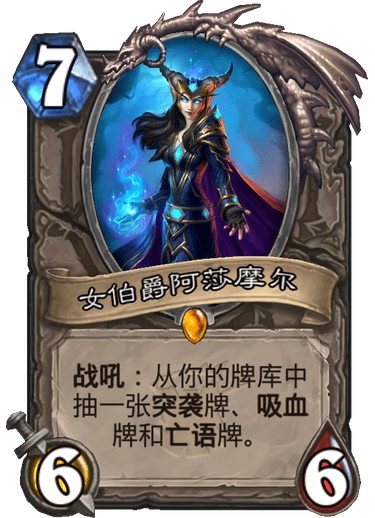 7
女伯爵阿莎摩尔
战吼：从你的牌库中
抽一张突袭牌、吸血
牌和亡语牌。
6
6